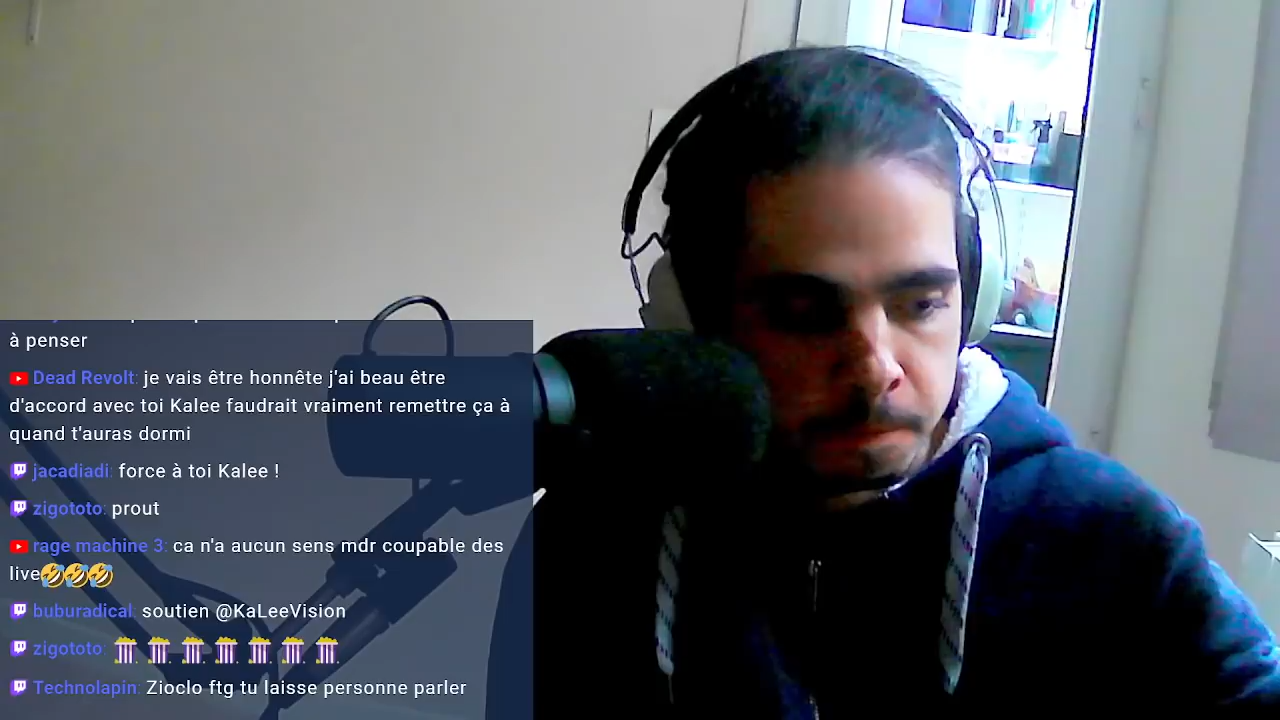 à penser
Dead Revolt: je vais être honnête j'ai beau être
d'accord avec toi Kalee faudrait vraiment remettre ça à
quand t'auras dormi
jacadiadi: force à toi Kalee !
zigototo: prout
rage machine 3: ca n'a aucun sens mdr coupable des
live🤣🤣🤣
buburadical: soutien @KaLeeVision
zigototo: 🍿🍿🍿🍿🍿🍿🍿
Technolapin: Zioclo ftg tu laisse personne parler